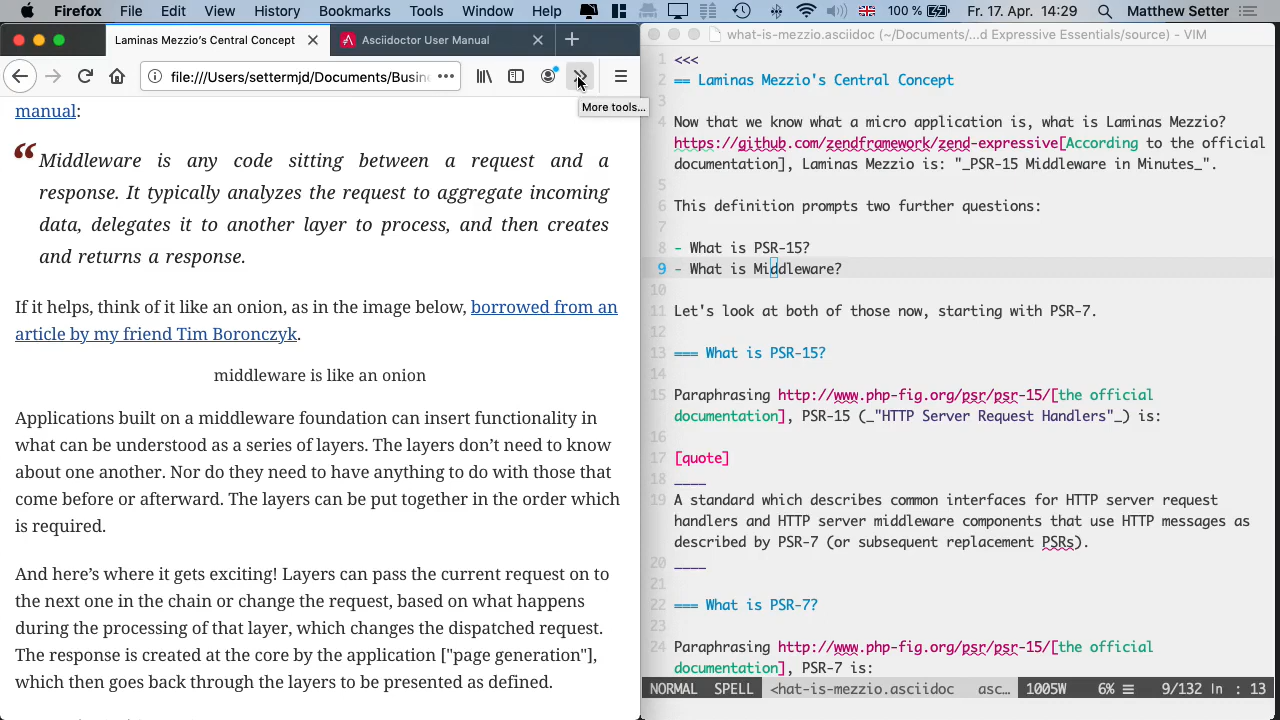 Firefox File Edit View History Bookmarks Tools Window Help 100 % Fr. 17. Apr. 14:29 Matthew Setter
Laminas Mezzio's Central Concept
Asciidoctor User Manual
file:///Users/settermjd/Documents/Busin
More tools...
manual:
Middleware is any code sitting between a request and a
response. It typically analyzes the request to aggregate incoming
data, delegates it to another layer to process, and then creates
and returns a response.
If it helps, think of it like an onion, as in the image below, borrowed from an
article by my friend Tim Boronczyk.
middleware is like an onion
Applications built on a middleware foundation can insert functionality in
what can be understood as a series of layers. The layers don’t need to know
about one another. Nor do they need to have anything to do with those that
come before or afterward. The layers can be put together in the order which
is required.
And here’s where it gets exciting! Layers can pass the current request on to
the next one in the chain or change the request, based on what happens
during the processing of that layer, which changes the dispatched request.
The response is created at the core by the application ["page generation"],
which then goes back through the layers to be presented as defined.
what-is-mezzio.asciidoc (~/Documents/...d Expressive Essentials/source) - VIM
1 <<<
2 == Laminas Mezzio's Central Concept
3
4 Now that we know what a micro application is, what is Laminas Mezzio?
https://github.com/zendframework/zend-expressive[According to the official
documentation], Laminas Mezzio is: "_PSR-15 Middleware in Minutes_".
5
6 This definition prompts two further questions:
7
8 - What is PSR-15?
9 - What is Middleware?
10
11 Let's look at both of those now, starting with PSR-7.
12
13 === What is PSR-15?
14
15 Paraphrasing http://www.php-fig.org/psr/psr-15/[the official
documentation], PSR-15 (_"HTTP Server Request Handlers"_) is:
16
17 [quote]
18 ____
19 A standard which describes common interfaces for HTTP server request
handlers and HTTP server middleware components that use HTTP messages as
described by PSR-7 (or subsequent replacement PSRs).
20 ____
21
22 === What is PSR-7?
23
24 Paraphrasing http://www.php-fig.org/psr/psr-15/[the official
documentation], PSR-7 is:
NORMAL SPELL <hat-is-mezzio.asciidoc asc… 1005W 6% ☰ 9/132 ln : 13